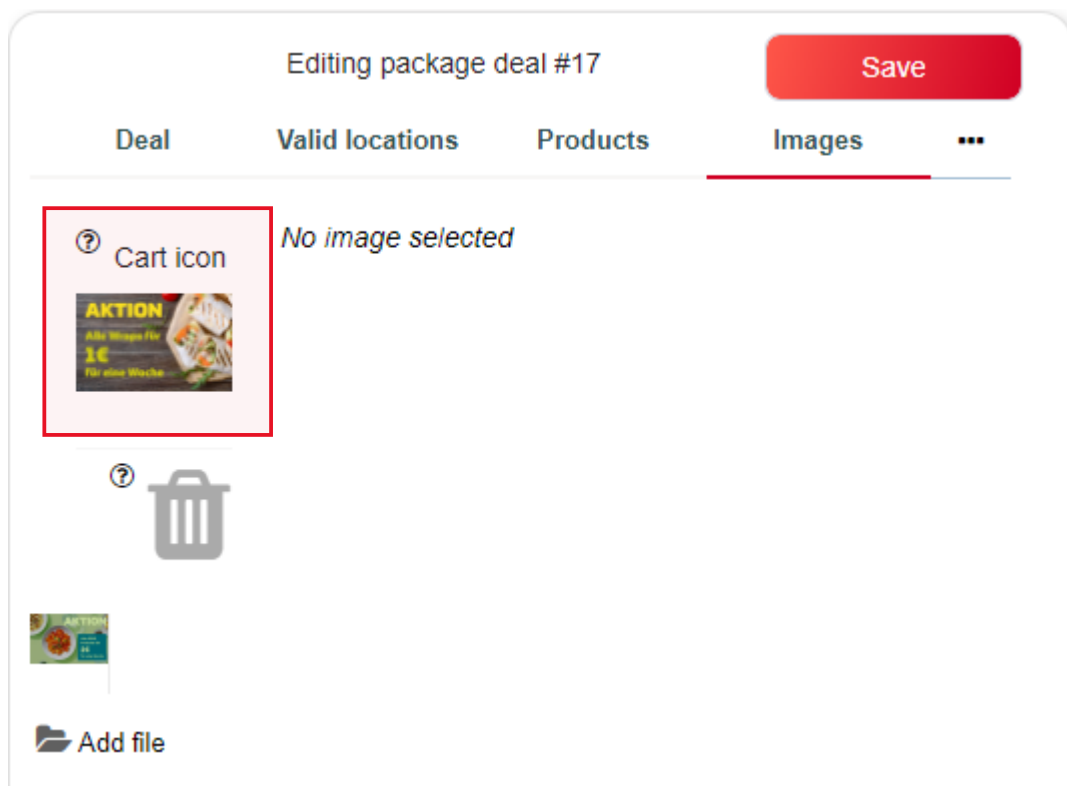 Editing package deal #17
Save
Deal
Valid locations
Products
Images
•••
Cart icon
No image selected
AKTION
Alle Wraps für
1€
für eine Woche
AKTION
Add file